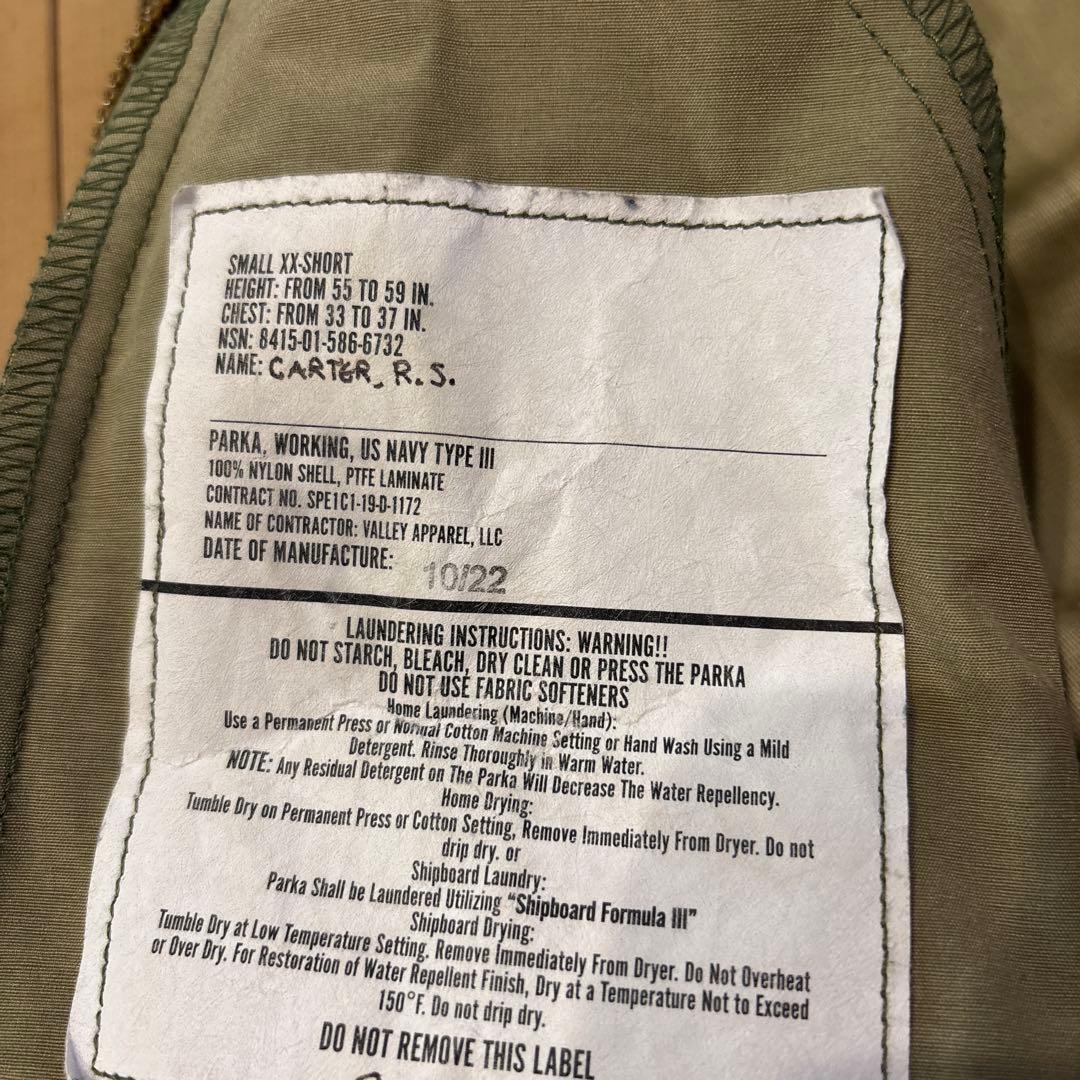 SMALL XX-SHORT
HEIGHT: FROM 55 TO 59 IN.
CHEST: FROM 33 TO 37 IN.
NSN: 8415-01-586-6732
NAME: CARTER, R.S.
PARKA, WORKING, US NAVY TYPE III
100% NYLON SHELL, PTFE LAMINATE
CONTRACT NO. SPE1C1-19-D-1172
NAME OF CONTRACTOR: VALLEY APPAREL, LLC
DATE OF MANUFACTURE: 10/22
LAUNDERING INSTRUCTIONS: WARNING!!
DO NOT STARCH, BLEACH, DRY CLEAN OR PRESS THE PARKA
DO NOT USE FABRIC SOFTENERS
Home Laundering (Machine/Hand):
Use a Permanent Press or Normal Cotton Machine Setting or Hand Wash Using a Mild
Detergent. Rinse Thoroughly in Warm Water.
NOTE: Any Residual Detergent on The Parka Will Decrease The Water Repellency.
Home Drying:
Tumble Dry on Permanent Press or Cotton Setting, Remove Immediately From Dryer. Do not
drip dry. or
Shipboard Laundry:
Parka Shall be Laundered Utilizing "Shipboard Formula III"
Shipboard Drying:
Tumble Dry at Low Temperature Setting. Remove Immediately From Dryer. Do Not Overheat
or Over Dry. For Restoration of Water Repellent Finish, Dry at a Temperature Not to Exceed
150°F. Do not drip dry.
DO NOT REMOVE THIS LABEL